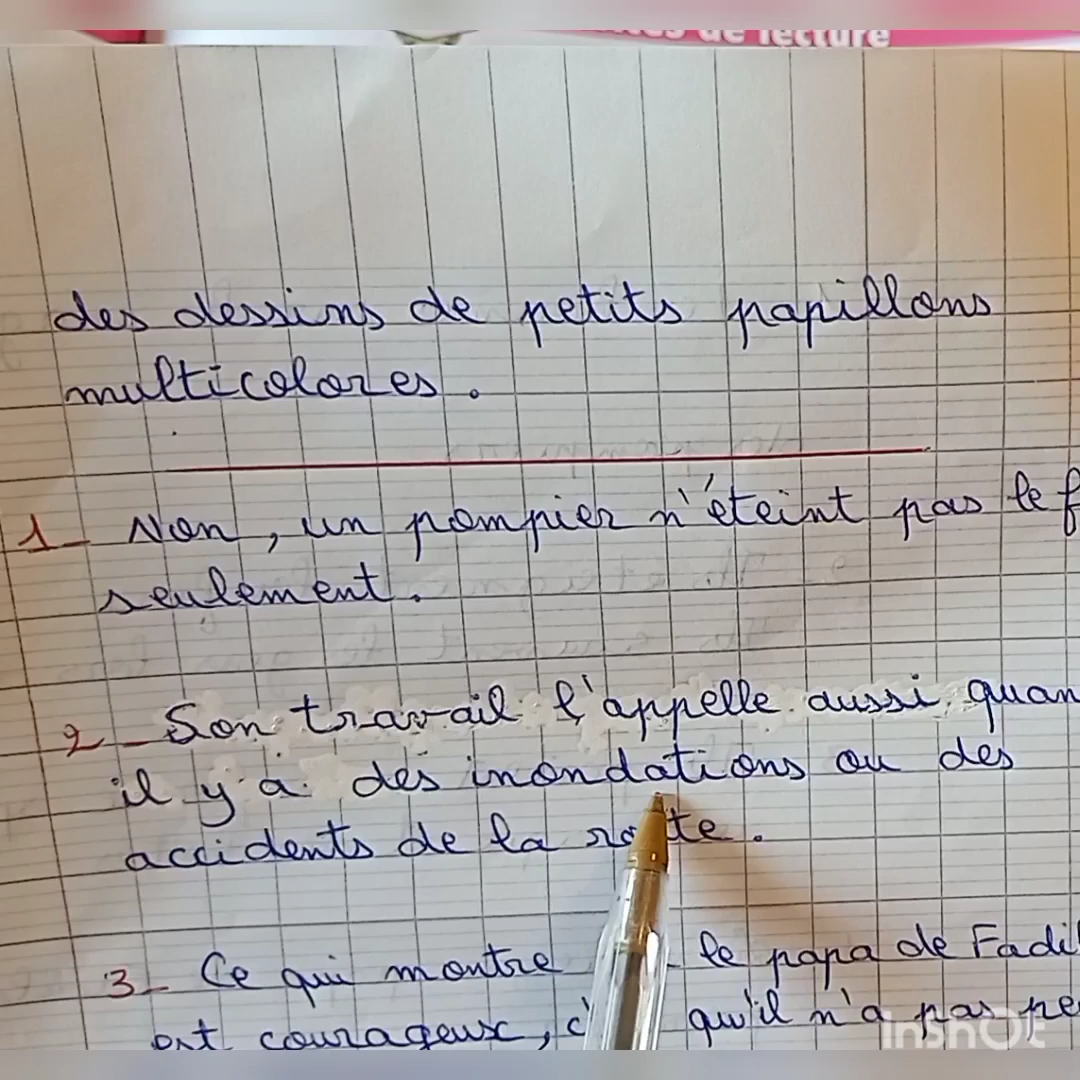 de lecture
des dessins de petits papillons
multicolores.
1_ Non, un pompier n'éteint pas le f
seulement.
2_ Son travail l'appelle aussi quan
il y a des inondations ou des
accidents de la route.
3_ Ce qui montre le papa de Fadil
est courageux, c' qu'il n'a pas pe
InShOt